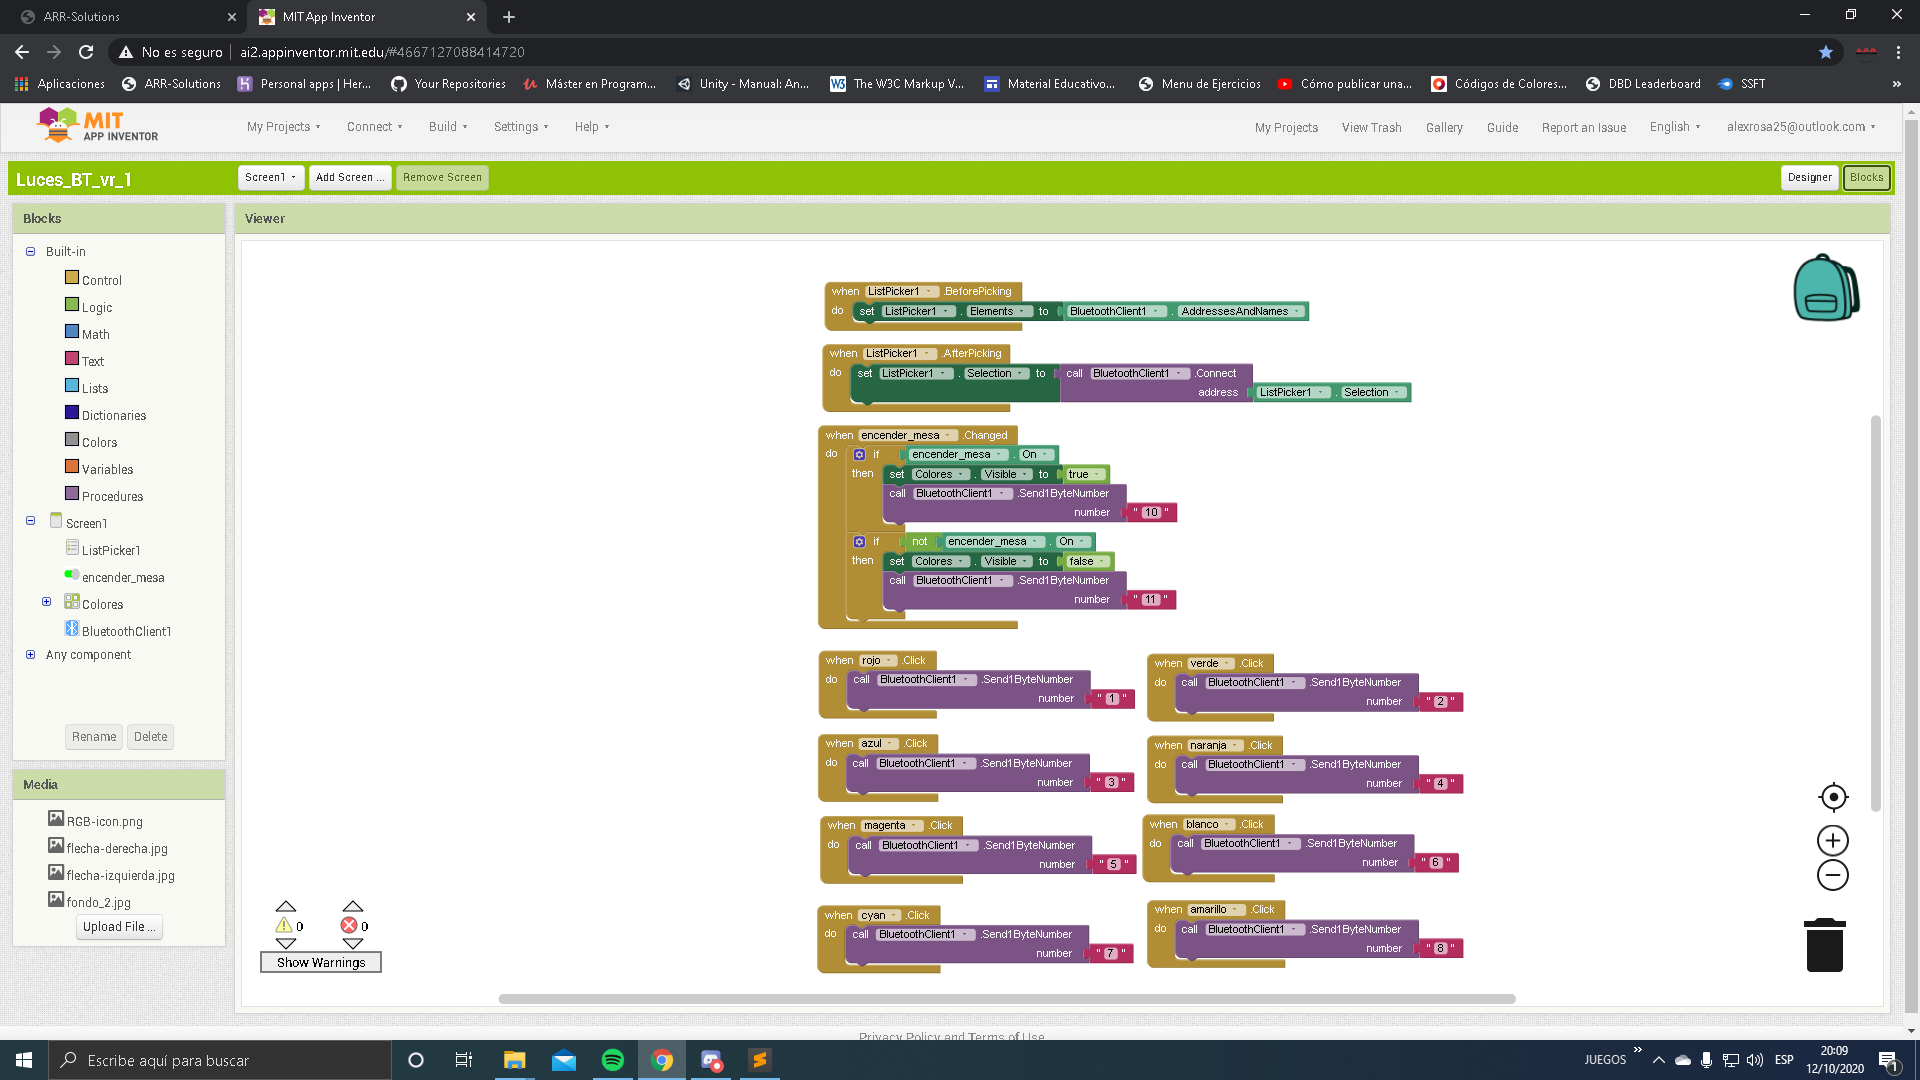 ARR-Solutions
MIT App Inventor
No es seguro
ai2.appinventor.mit.edu/#4667127088414720
Aplicaciones
ARR-Solutions
Personal apps | Her...
Your Repositories
Máster en Program...
Unity - Manual: An...
The W3C Markup V...
Material Educativo...
Menu de Ejercicios
Cómo publicar una...
Códigos de Colores...
DBD Leaderboard
SSFT
MIT
APP INVENTOR
My Projects
Connect
Build
Settings
Help
My Projects
View Trash
Gallery
Guide
Report an Issue
English
alexrosa25@outlook.com
Luces_BT_vr_1
Screen1
Add Screen ...
Remove Screen
Designer
Blocks
Blocks
Built-in
Control
Logic
Math
Text
Lists
Dictionaries
Colors
Variables
Procedures
Screen1
ListPicker1
encender_mesa
Colores
BluetoothClient1
Any component
Rename
Delete
Media
RGB-icon.png
flecha-derecha.jpg
flecha-izquierda.jpg
fondo_2.jpg
Upload File ...
Viewer
when ListPicker1 .BeforePicking
do set ListPicker1 . Elements to BluetoothClient1 . AddressesAndNames
when ListPicker1 .AfterPicking
do set ListPicker1 . Selection to call BluetoothClient1 .Connect
address ListPicker1 . Selection
when encender_mesa .Changed
do if encender_mesa . On
then set Colores . Visible to true
call BluetoothClient1 .Send1ByteNumber
number " 10 "
if not encender_mesa . On
then set Colores . Visible to false
call BluetoothClient1 .Send1ByteNumber
number " 11 "
when rojo .Click
do call BluetoothClient1 .Send1ByteNumber
number " 1 "
when verde .Click
do call BluetoothClient1 .Send1ByteNumber
number " 2 "
when azul .Click
do call BluetoothClient1 .Send1ByteNumber
number " 3 "
when naranja .Click
do call BluetoothClient1 .Send1ByteNumber
number " 4 "
when magenta .Click
do call BluetoothClient1 .Send1ByteNumber
number " 5 "
when blanco .Click
do call BluetoothClient1 .Send1ByteNumber
number " 6 "
when cyan .Click
do call BluetoothClient1 .Send1ByteNumber
number " 7 "
when amarillo .Click
do call BluetoothClient1 .Send1ByteNumber
number " 8 "
0
0
Show Warnings
Privacy Policy and Terms of Use
Escribe aquí para buscar
JUEGOS
ESP
20:09
12/10/2020
1